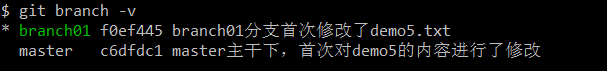 $ git branch -v
* branch01 f0ef445 branch01分支首次修改了demo5.txt
  master   c6dfdc1 master主干下，首次对demo5的内容进行了修改